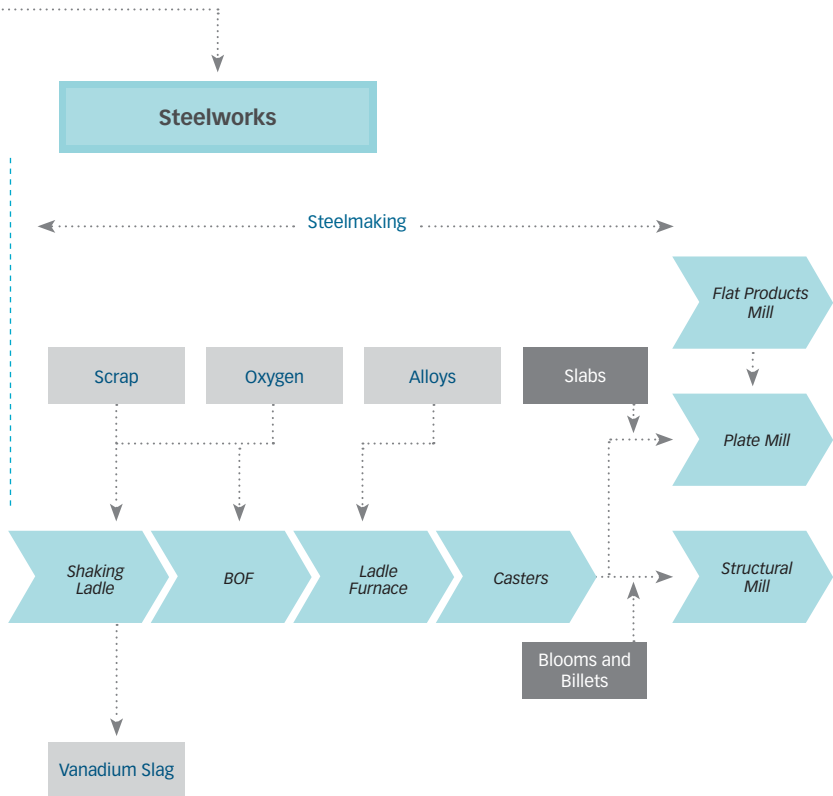 Steelworks
Steelmaking
Flat Products
Mill
Scrap
Oxygen
Alloys
Slabs
Plate Mill
Shaking
Ladle
BOF
Ladle
Furnace
Casters
Structural
Mill
Blooms and
Billets
Vanadium Slag